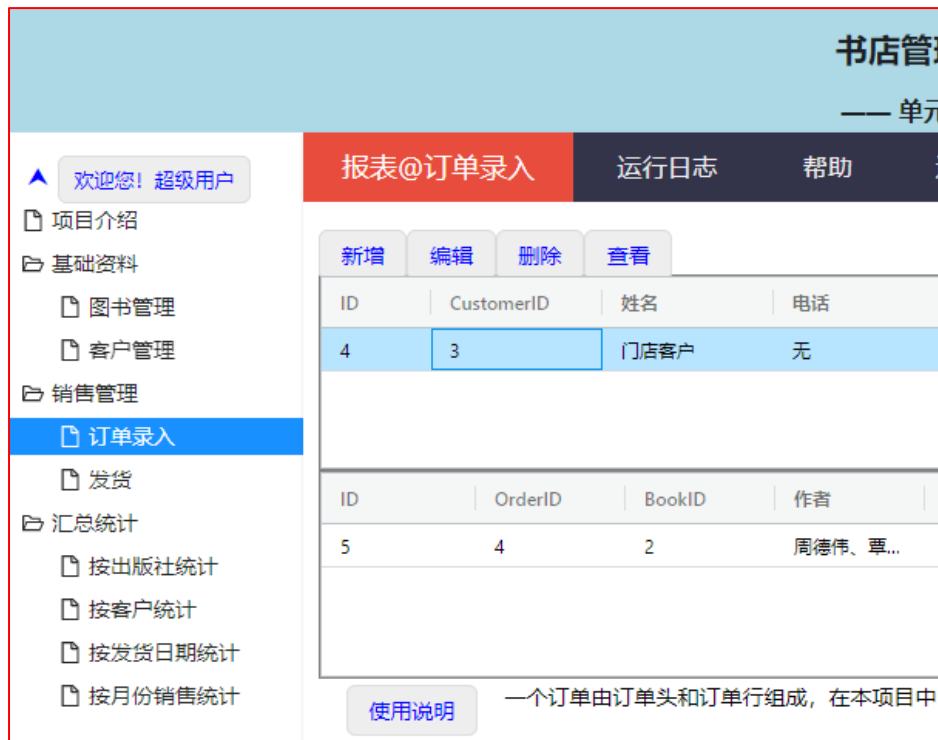 书店管
—— 单元
欢迎您！超级用户
项目介绍
基础资料
图书管理
客户管理
销售管理
订单录入
发货
汇总统计
按出版社统计
按客户统计
按发货日期统计
按月份销售统计
报表@订单录入 运行日志 帮助
新增 编辑 删除 查看
ID CustomerID 姓名 电话
4 3 门店客户 无
ID OrderID BookID 作者
5 4 2 周德伟、覃...
使用说明 一个订单由订单头和订单行组成，在本项目中